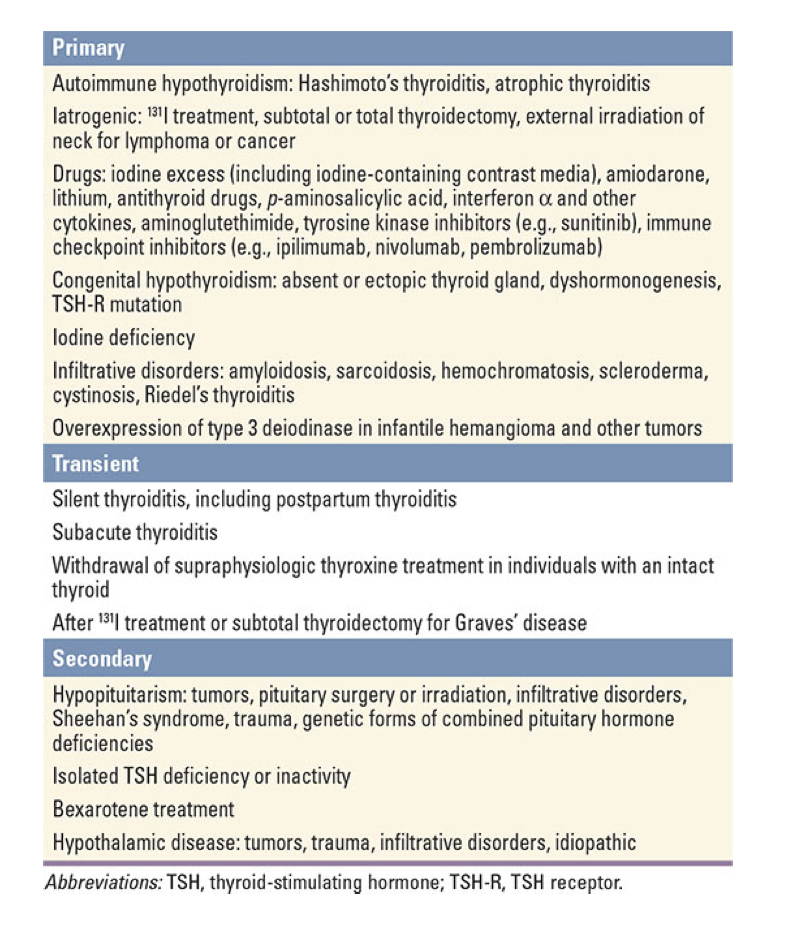 Primary
Autoimmune hypothyroidism: Hashimoto's thyroiditis, atrophic thyroiditis
Iatrogenic: ¹³¹I treatment, subtotal or total thyroidectomy, external irradiation of
neck for lymphoma or cancer
Drugs: iodine excess (including iodine-containing contrast media), amiodarone,
lithium, antithyroid drugs, p-aminosalicylic acid, interferon α and other
cytokines, aminoglutethimide, tyrosine kinase inhibitors (e.g., sunitinib), immune
checkpoint inhibitors (e.g., ipilimumab, nivolumab, pembrolizumab)
Congenital hypothyroidism: absent or ectopic thyroid gland, dyshormonogenesis,
TSH-R mutation
Iodine deficiency
Infiltrative disorders: amyloidosis, sarcoidosis, hemochromatosis, scleroderma,
cystinosis, Riedel's thyroiditis
Overexpression of type 3 deiodinase in infantile hemangioma and other tumors
Transient
Silent thyroiditis, including postpartum thyroiditis
Subacute thyroiditis
Withdrawal of supraphysiologic thyroxine treatment in individuals with an intact
thyroid
After ¹³¹I treatment or subtotal thyroidectomy for Graves' disease
Secondary
Hypopituitarism: tumors, pituitary surgery or irradiation, infiltrative disorders,
Sheehan's syndrome, trauma, genetic forms of combined pituitary hormone
deficiencies
Isolated TSH deficiency or inactivity
Bexarotene treatment
Hypothalamic disease: tumors, trauma, infiltrative disorders, idiopathic
Abbreviations: TSH, thyroid-stimulating hormone; TSH-R, TSH receptor.